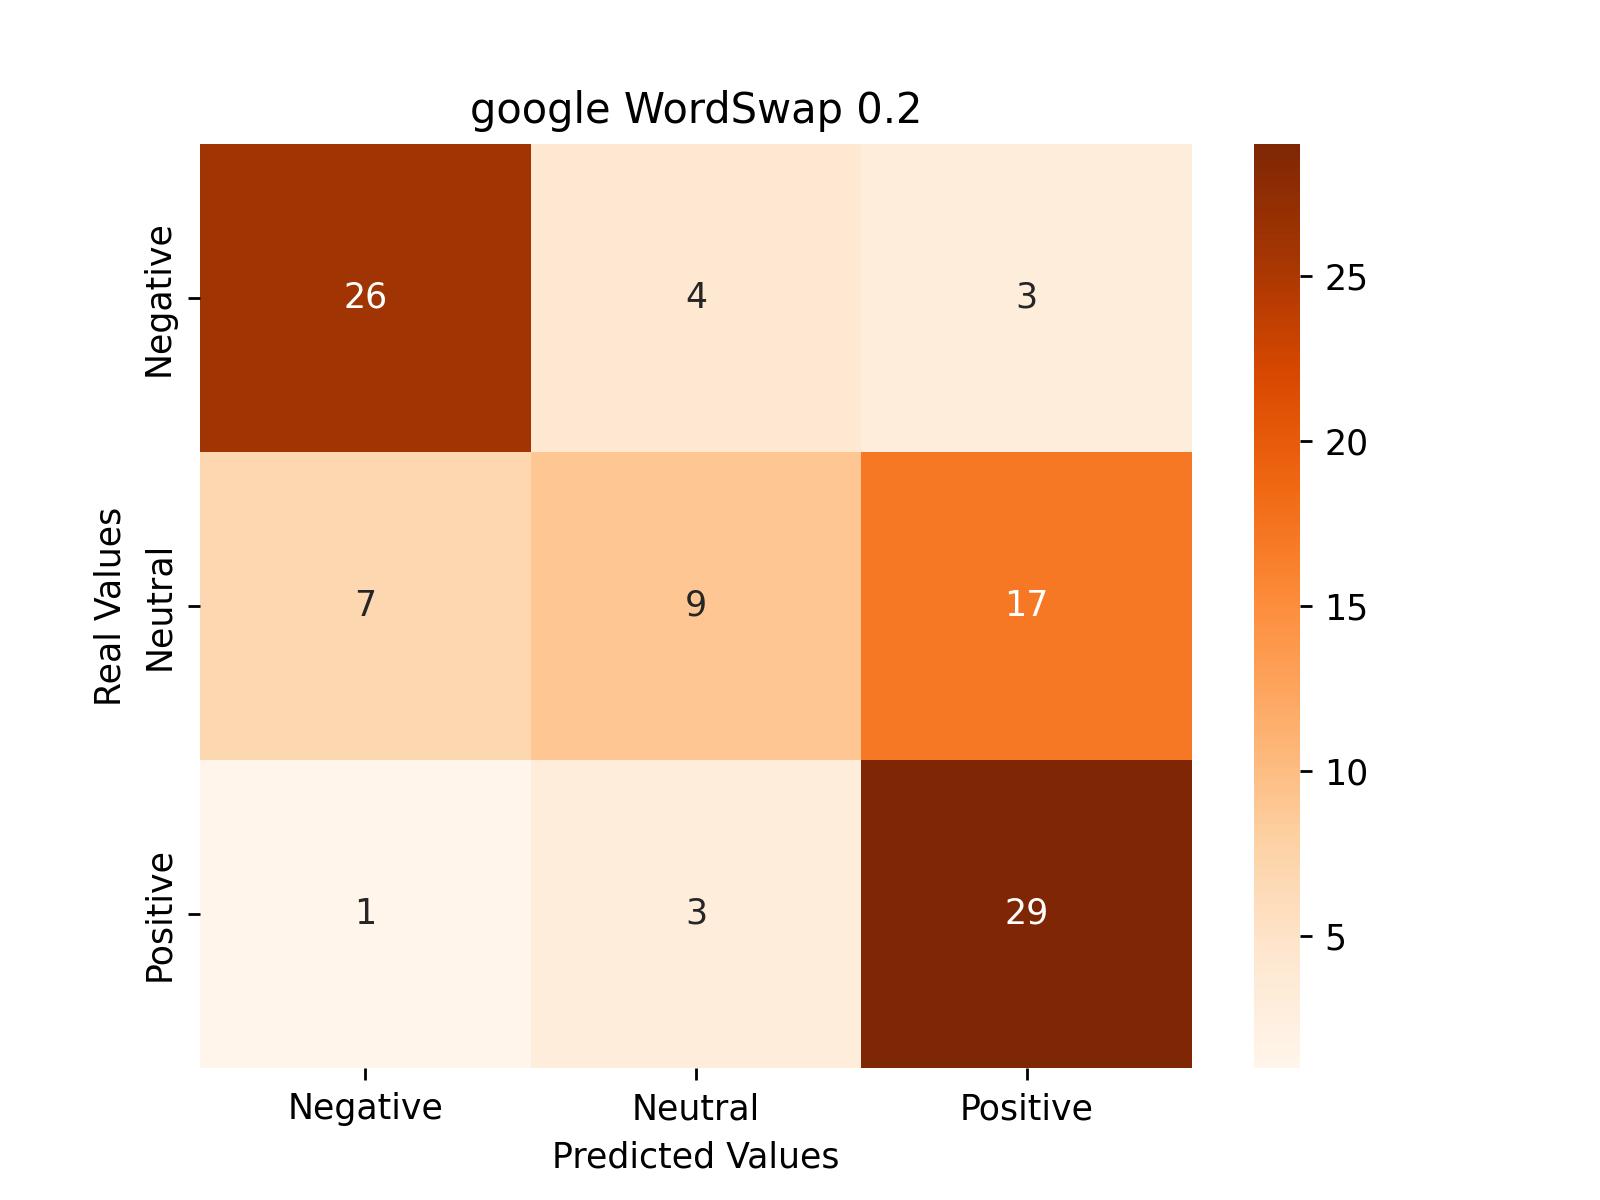 google WordSwap 0.2
Real Values
Negative
26 4 3
Neutral
7 9 17
Positive
1 3 29
Negative Neutral Positive
Predicted Values
25
20
15
10
5